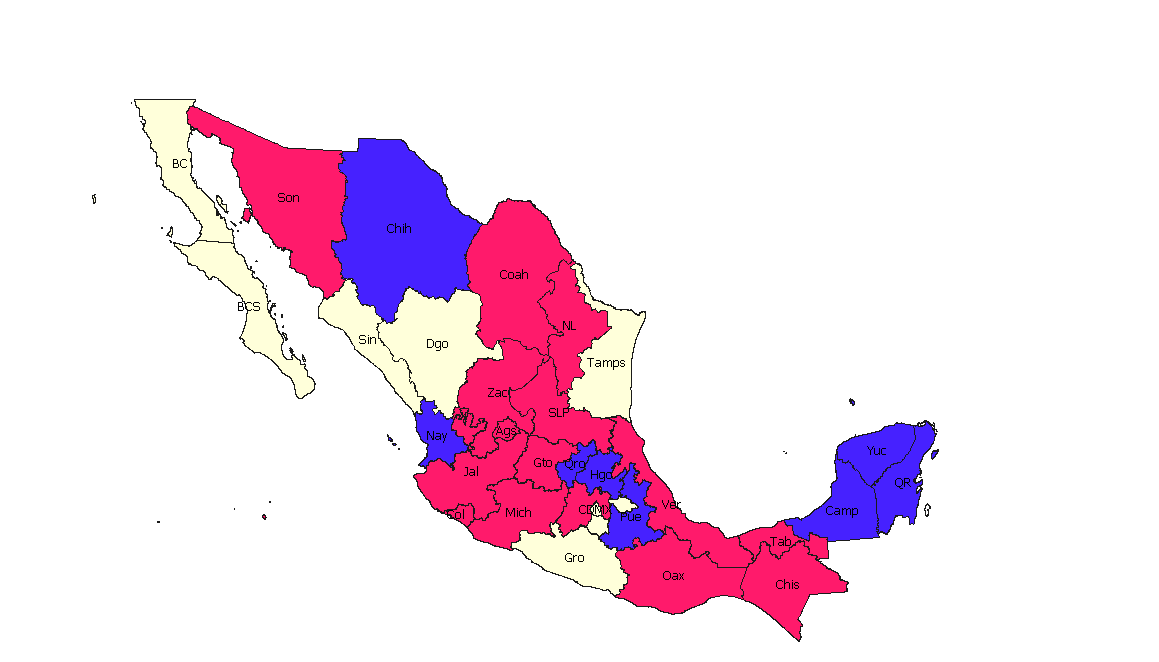 BC
Son
Chih
Coah
BCS
NL
Sin
Dgo
Tamps
Zac
SLP
Nay
Ags
Jal
Gto
Qro
Hgo
Yuc
QR
Col
Mich
CDMX
Pue
Ver
Camp
Tab
Gro
Oax
Chis